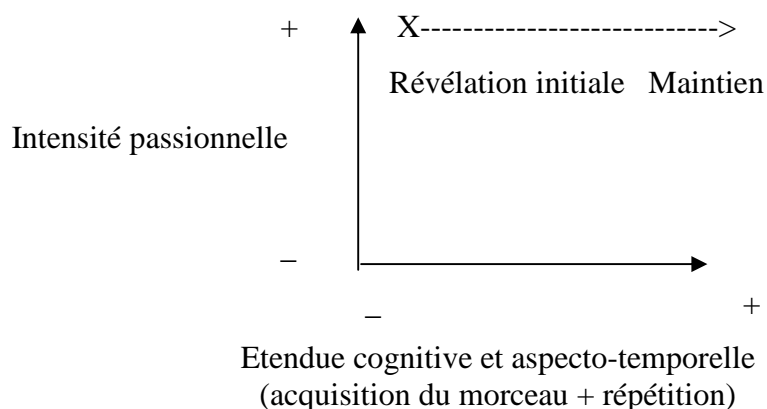 + X--------------------------->
Révélation initiale Maintien
Intensité passionnelle
–
– +
Etendue cognitive et aspecto-temporelle
(acquisition du morceau + répétition)